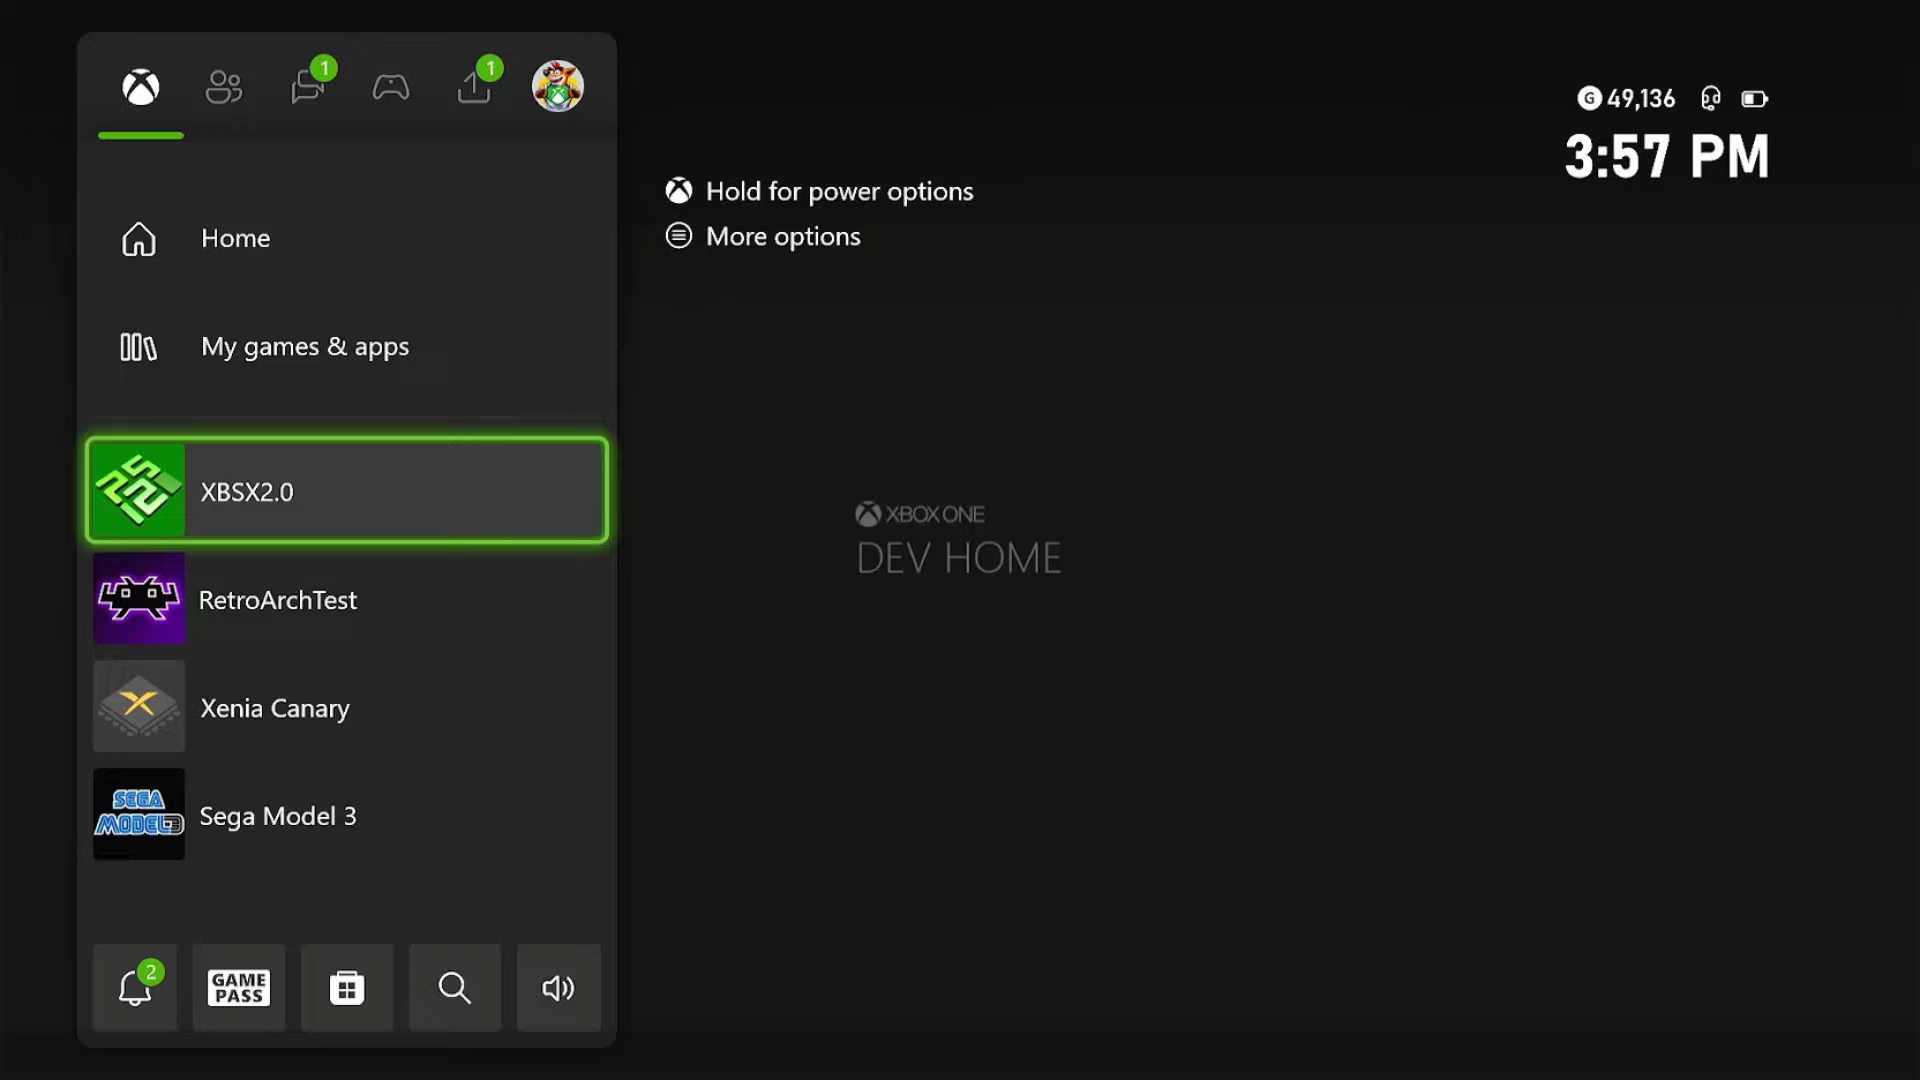 1
1
G 49,136
3:57 PM
Hold for power options
More options
Home
My games & apps
XBSX2.0
RetroArchTest
Xenia Canary
SEGA
MODEL3
Sega Model 3
XBOX ONE
DEV HOME
2
GAME
PASS